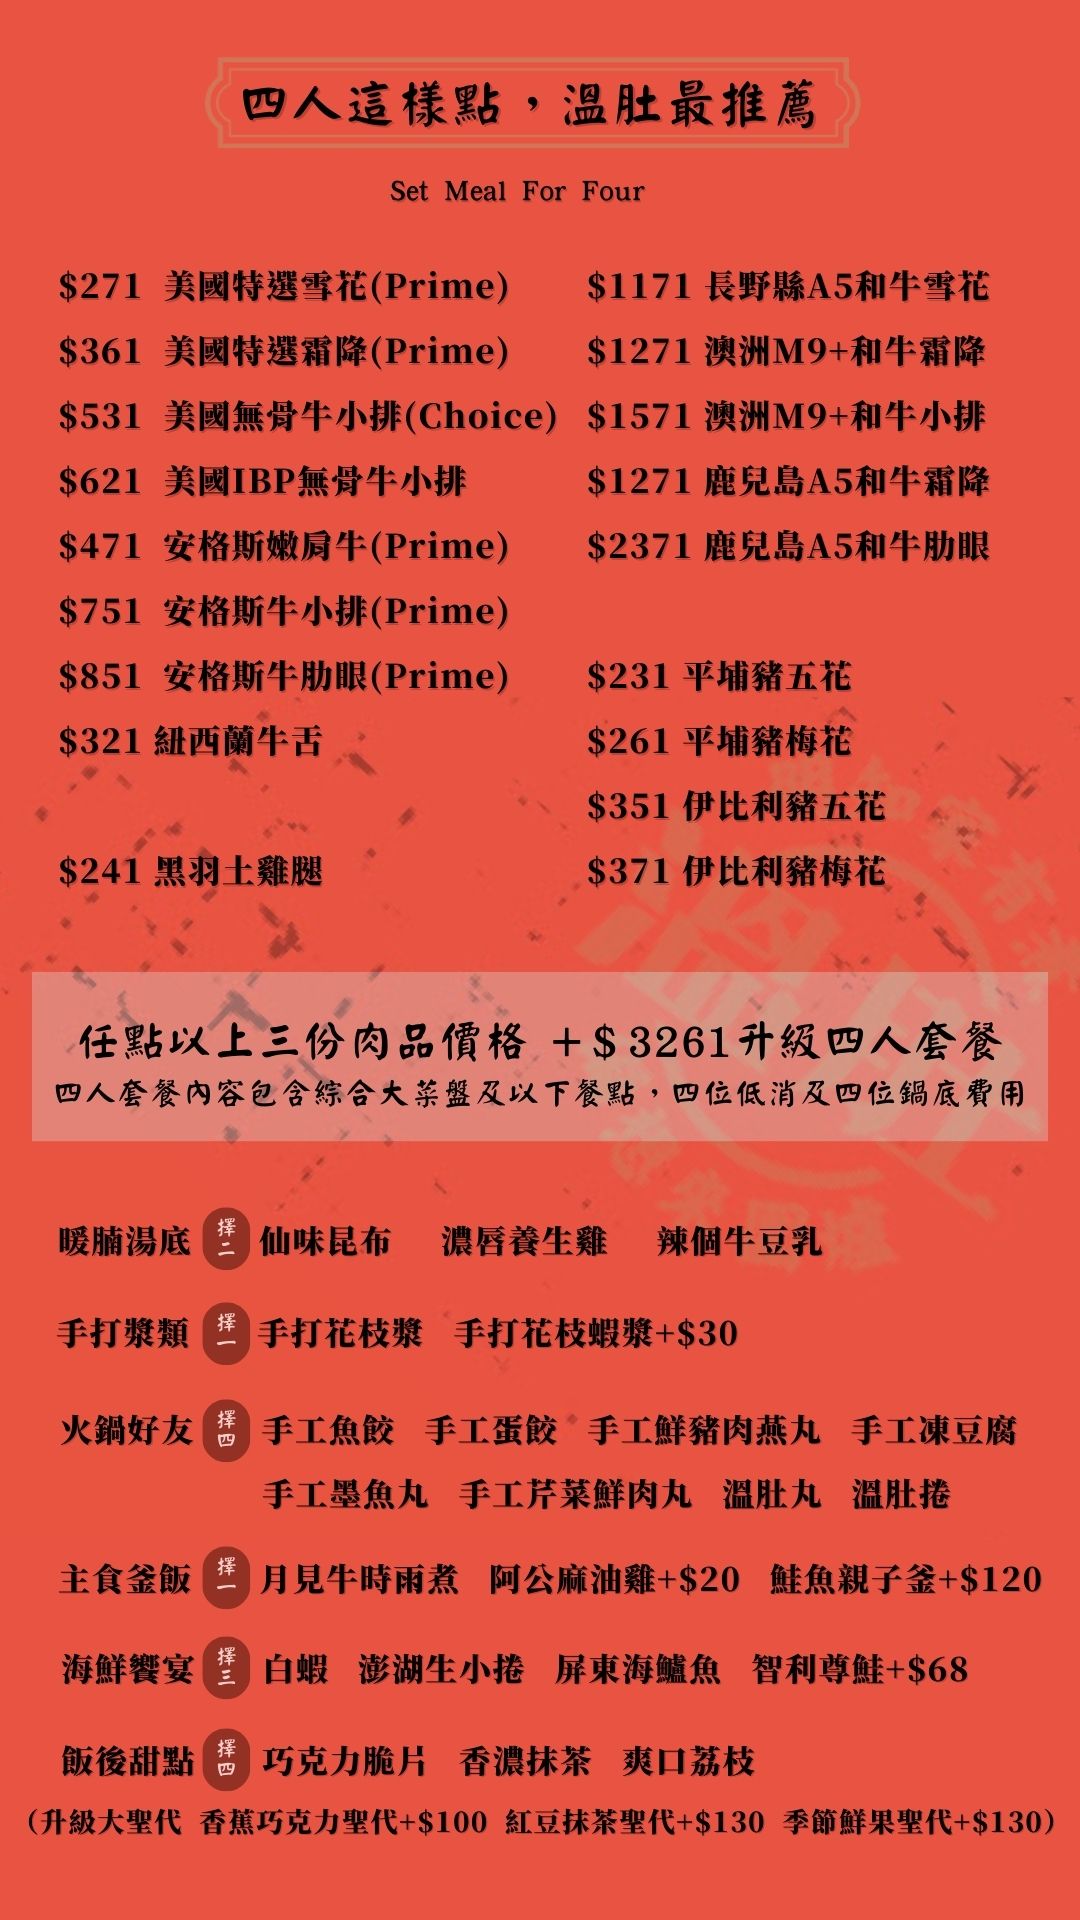 四人這樣點，溫肚最推薦
Set Meal For Four
$271 美國特選雪花(Prime)
$361 美國特選霜降(Prime)
$531 美國無骨牛小排(Choice)
$621 美國IBP無骨牛小排
$471 安格斯嫩肩牛(Prime)
$751 安格斯牛小排(Prime)
$851 安格斯牛肋眼(Prime)
$321 紐西蘭牛舌
$241 黑羽土雞腿
$1171 長野縣A5和牛雪花
$1271 澳洲M9+和牛霜降
$1571 澳洲M9+和牛小排
$1271 鹿兒島A5和牛霜降
$2371 鹿兒島A5和牛肋眼
$231 平埔豬五花
$261 平埔豬梅花
$351 伊比利豬五花
$371 伊比利豬梅花
任點以上三份肉品價格 +$3261升級四人套餐
四人套餐內容包含綜合大菜盤及以下餐點，四位低消及四位鍋底費用
暖腩湯底 擇二 仙味昆布 濃唇養生雞 辣個牛豆乳
手打漿類 擇一 手打花枝漿 手打花枝蝦漿+$30
火鍋好友 擇四 手工魚餃 手工蛋餃 手工鮮豬肉燕丸 手工凍豆腐
手工墨魚丸 手工芹菜鮮肉丸 溫肚丸 溫肚捲
主食釜飯 擇一 月見牛時雨煮 阿公麻油雞+$20 鮭魚親子釜+$120
海鮮饗宴 擇三 白蝦 澎湖生小捲 屏東海鱸魚 智利尊鮭+$68
飯後甜點 擇四 巧克力脆片 香濃抹茶 爽口荔枝
(升級大聖代 香蕉巧克力聖代+$100 紅豆抹茶聖代+$130 季節鮮果聖代+$130)